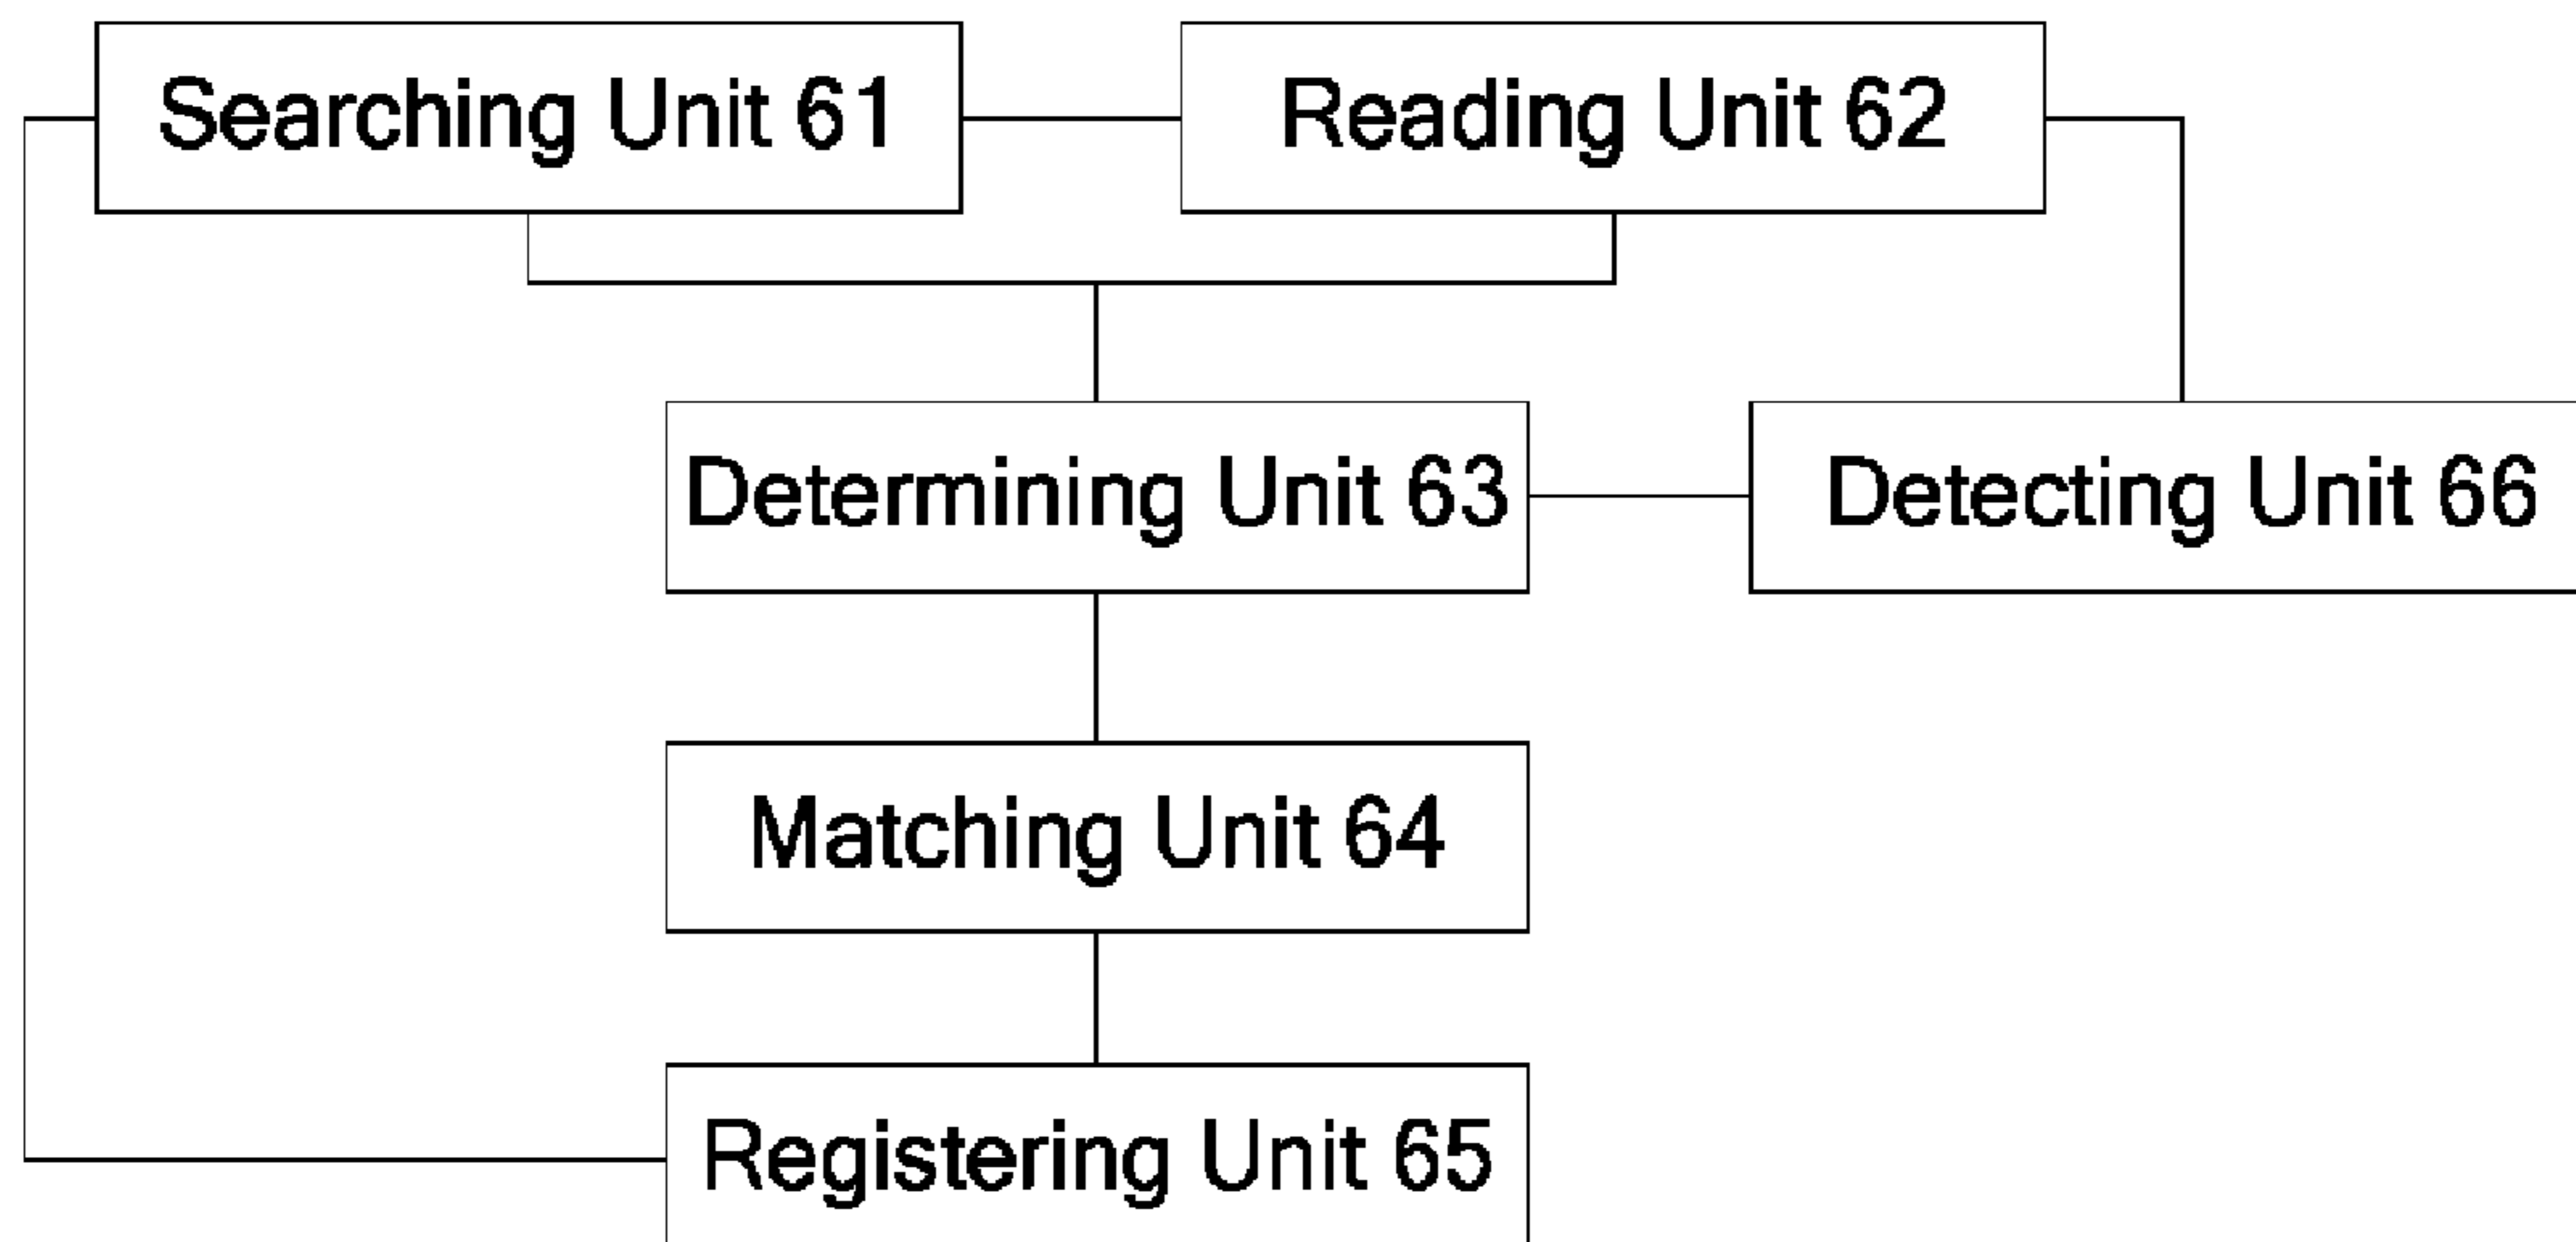 Searching Unit 61
Reading Unit 62
Determining Unit 63
Detecting Unit 66
Matching Unit 64
Registering Unit 65